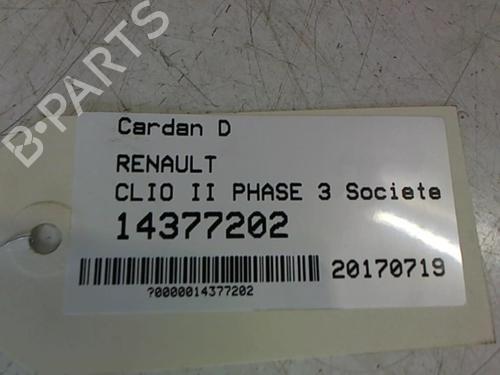 B-PARTS
Cardan D
RENAULT
CLIO II PHASE 3 Societe
14377202
20170719
?0000014377202